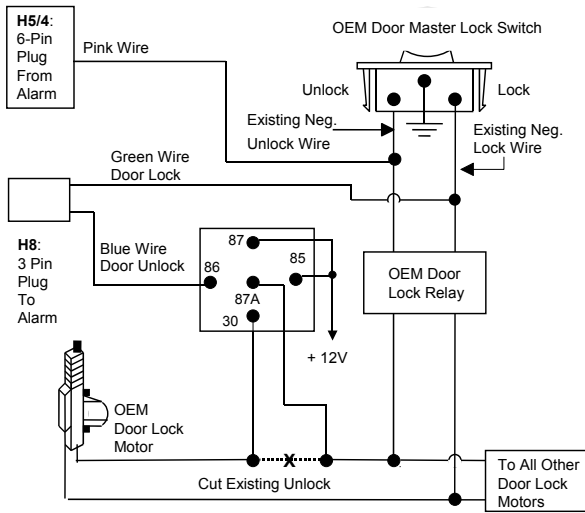 H5/4:
6-Pin
Plug
From
Alarm
Pink Wire
OEM Door Master Lock Switch
Unlock
Lock
Existing Neg.
Unlock Wire
Existing Neg.
Lock Wire
Green Wire
Door Lock
H8:
3 Pin
Plug
To
Alarm
Blue Wire
Door Unlock
87
86
85
87A
30
+ 12V
OEM Door
Lock Relay
OEM
Door Lock
Motor
X
Cut Existing Unlock
To All Other
Door Lock
Motors